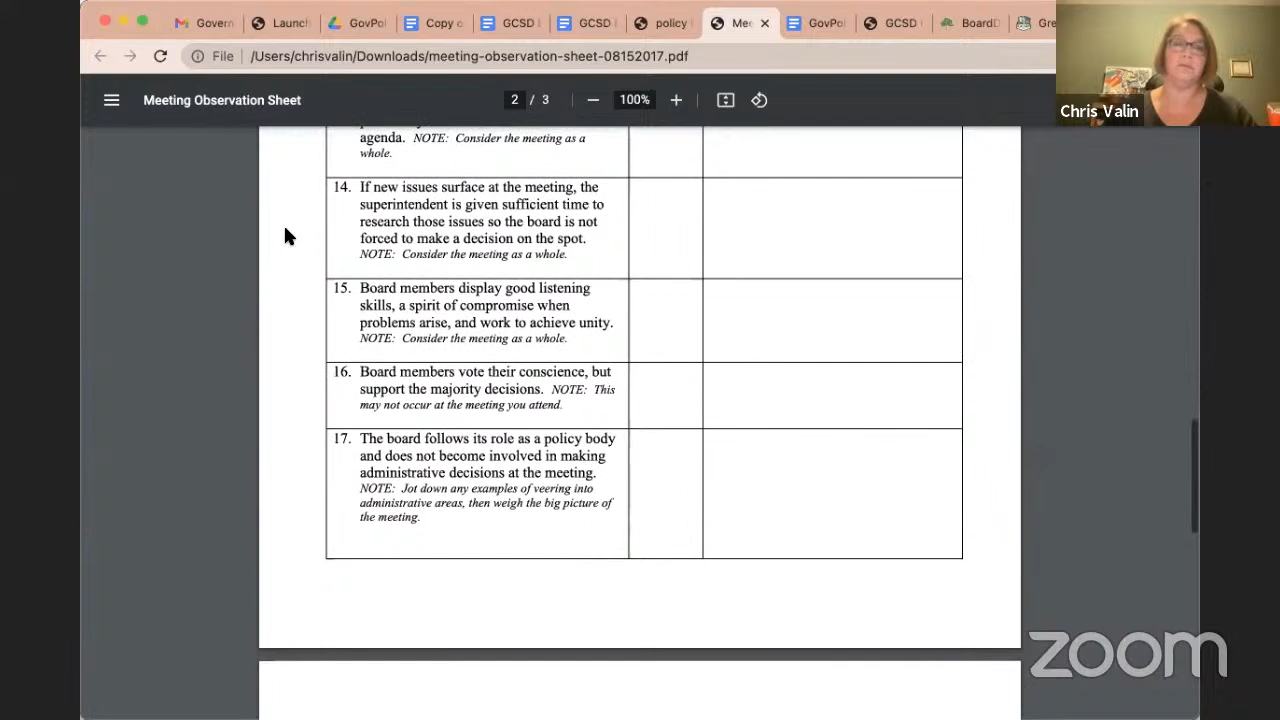 Govern
Launch
GovPol
Copy o
GCSD
GCSD
policy
Mee
GovPol
GCSD
BoardD
Gre
File /Users/chrisvalin/Downloads/meeting-observation-sheet-08152017.pdf
Meeting Observation Sheet
2 / 3
100%
Chris Valin
agenda. NOTE: Consider the meeting as a
whole.
14. If new issues surface at the meeting, the
superintendent is given sufficient time to
research those issues so the board is not
forced to make a decision on the spot.
NOTE: Consider the meeting as a whole.
15. Board members display good listening
skills, a spirit of compromise when
problems arise, and work to achieve unity.
NOTE: Consider the meeting as a whole.
16. Board members vote their conscience, but
support the majority decisions. NOTE: This
may not occur at the meeting you attend.
17. The board follows its role as a policy body
and does not become involved in making
administrative decisions at the meeting.
NOTE: Jot down any examples of veering into
administrative areas, then weigh the big picture of
the meeting.
zoom